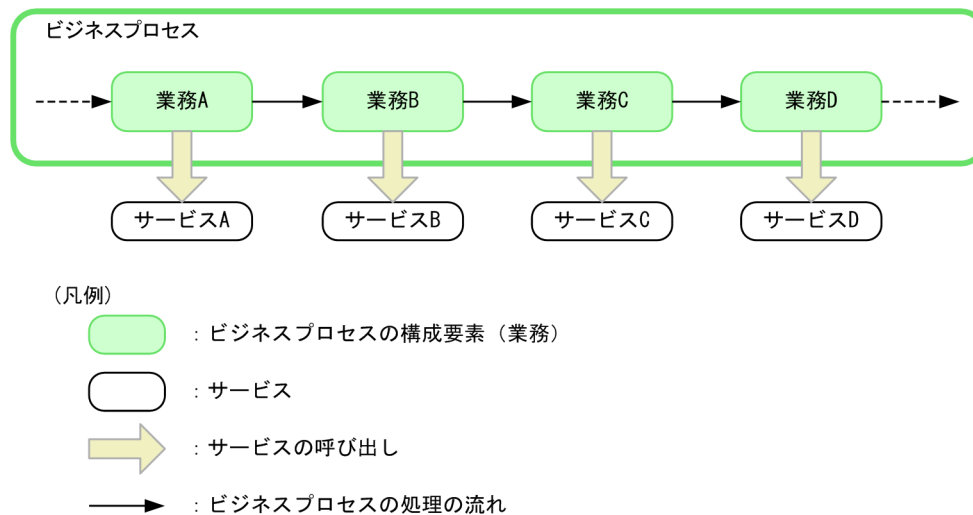 ビジネスプロセス
業務A
業務B
業務C
業務D
サービスA
サービスB
サービスC
サービスD
(凡例)
：ビジネスプロセスの構成要素（業務）
：サービス
：サービスの呼び出し
：ビジネスプロセスの処理の流れ